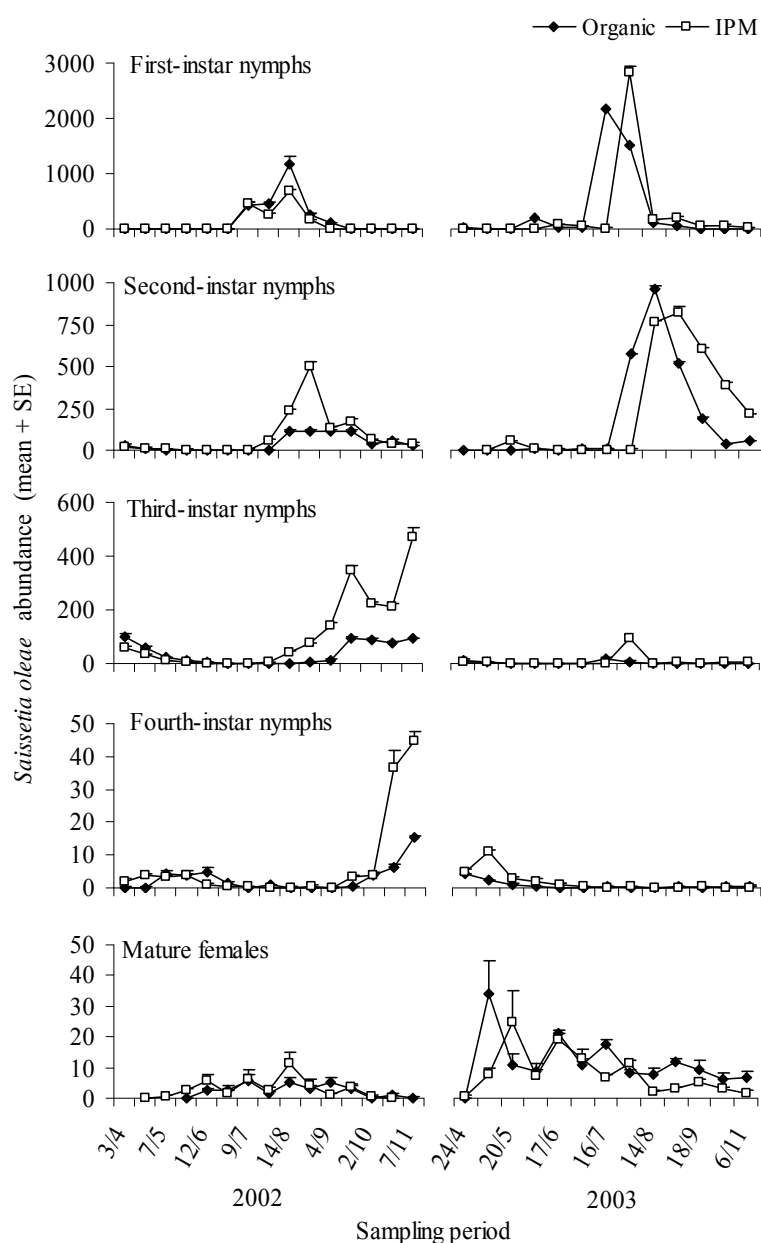 Organic IPM
First-instar nymphs
3000
2000
1000
0
Second-instar nymphs
1000
750
500
250
0
Third-instar nymphs
600
400
200
0
Fourth-instar nymphs
50
40
30
20
10
0
Mature females
50
40
30
20
10
0
Saissetia oleae abundance (mean + SE)
3/4 7/5 12/6 9/7 14/8 4/9 2/10 7/11 24/4 20/5 17/6 16/7 14/8 18/9 6/11
2002 2003
Sampling period